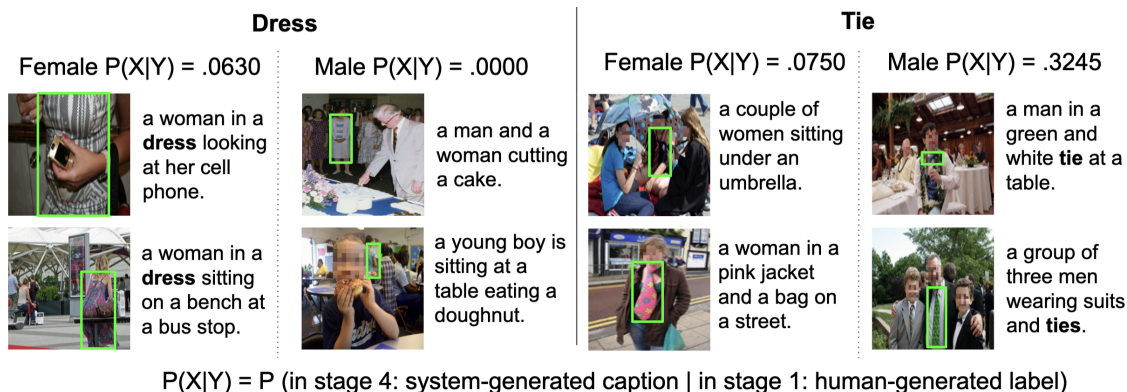 Dress
Tie
Female P(X|Y) = .0630
Male P(X|Y) = .0000
Female P(X|Y) = .0750
Male P(X|Y) = .3245
a woman in a
dress looking
at her cell
phone.
a man and a
woman cutting
a cake.
a couple of
women sitting
under an
umbrella.
a man in a
green and
white tie at a
table.
a woman in a
dress sitting
on a bench at
a bus stop.
a young boy is
sitting at a
table eating a
doughnut.
a woman in a
pink jacket
and a bag on
a street.
a group of
three men
wearing suits
and ties.
P(X|Y) = P (in stage 4: system-generated caption | in stage 1: human-generated label)